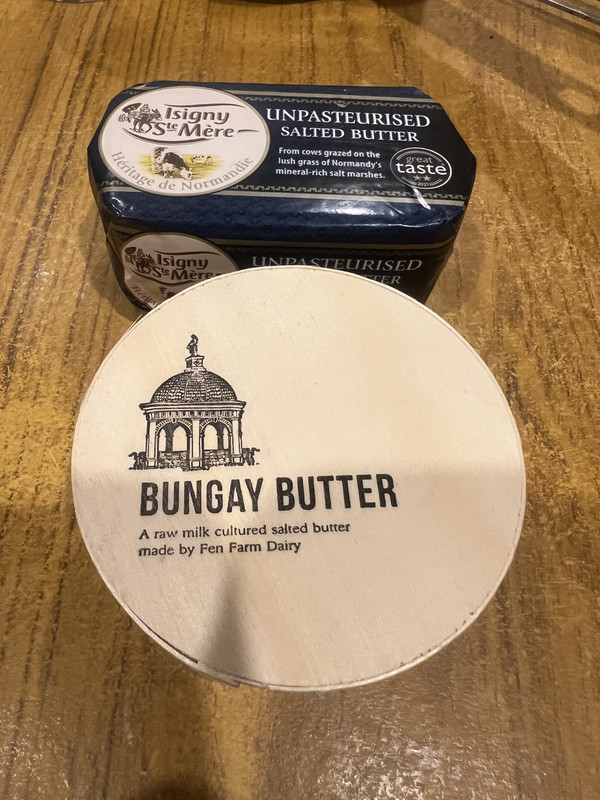 Isigny
Ste Mère
Héritage de Normandie
UNPASTEURISED
SALTED BUTTER
From cows grazed on the
lush grass of Normandy's
mineral-rich salt marshes.
great
taste
2021
Isigny
Ste Mère
UNPASTEURISED
BUNGAY BUTTER
A raw milk cultured salted butter
made by Fen Farm Dairy